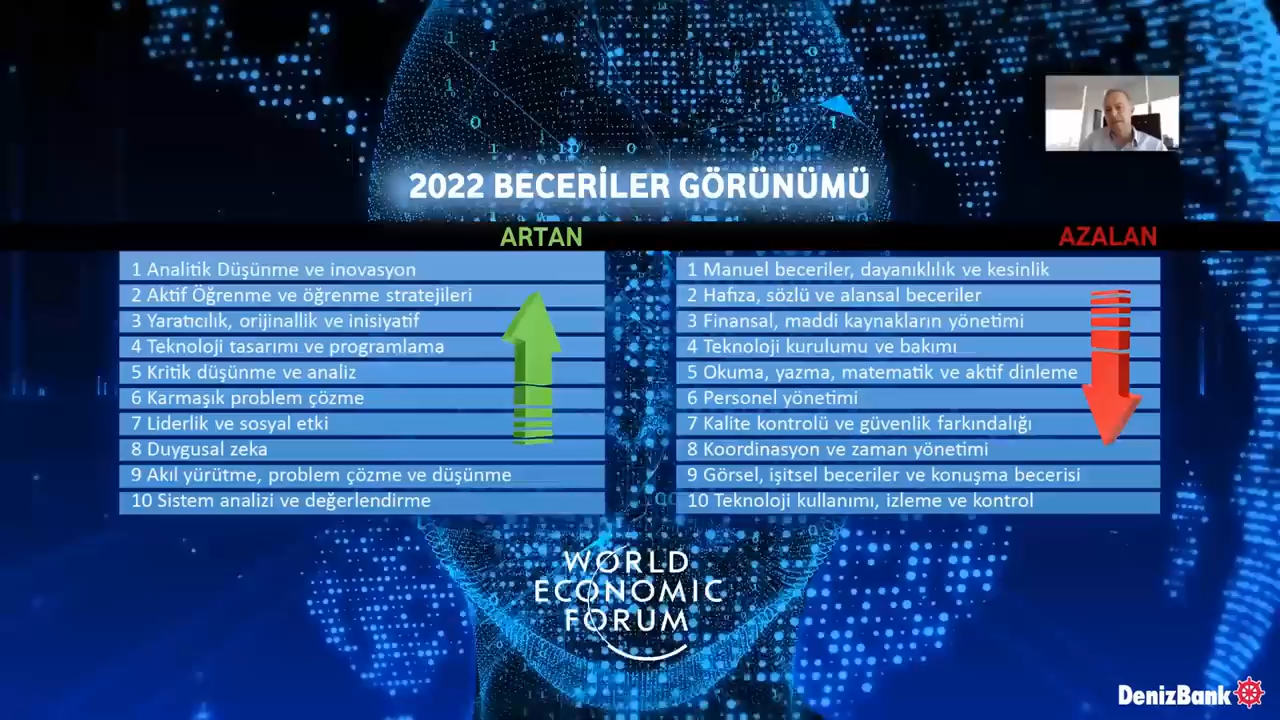 2022 BECERİLER GÖRÜNÜMÜ
ARTAN
1 Analitik Düşünme ve inovasyon
2 Aktif Öğrenme ve öğrenme stratejileri
3 Yaratıcılık, orijinallik ve inisiyatif
4 Teknoloji tasarımı ve programlama
5 Kritik düşünme ve analiz
6 Karmaşık problem çözme
7 Liderlik ve sosyal etki
8 Duygusal zeka
9 Akıl yürütme, problem çözme ve düşünme
10 Sistem analizi ve değerlendirme
AZALAN
1 Manuel beceriler, dayanıklılık ve kesinlik
2 Hafıza, sözlü ve alansal beceriler
3 Finansal, maddi kaynakların yönetimi
4 Teknoloji kurulumu ve bakımı
5 Okuma, yazma, matematik ve aktif dinleme
6 Personel yönetimi
7 Kalite kontrolü ve güvenlik farkındalığı
8 Koordinasyon ve zaman yönetimi
9 Görsel, işitsel beceriler ve konuşma becerisi
10 Teknoloji kullanımı, izleme ve kontrol
WORLD
ECONOMIC
FORUM
DenizBank